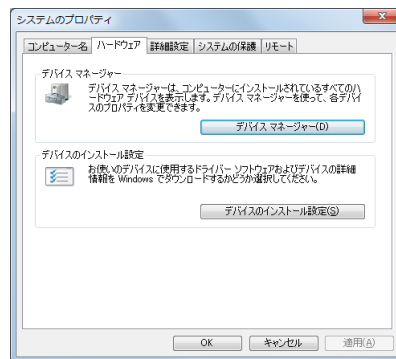 システムのプロパティ
コンピューター名 ハードウェア 詳細設定 システムの保護 リモート
デバイス マネージャー
デバイス マネージャーは、コンピューターにインストールされているすべてのハ
ードウェア デバイスを表示します。デバイス マネージャーを使って、各デバイ
スのプロパティを変更できます。
デバイス マネージャー(D)
デバイスのインストール設定
お使いのデバイスに使用するドライバー ソフトウェアおよびデバイスの詳細
情報を Windows でダウンロードするかどうか選択してください。
デバイスのインストール設定(S)
OK キャンセル 適用(A)